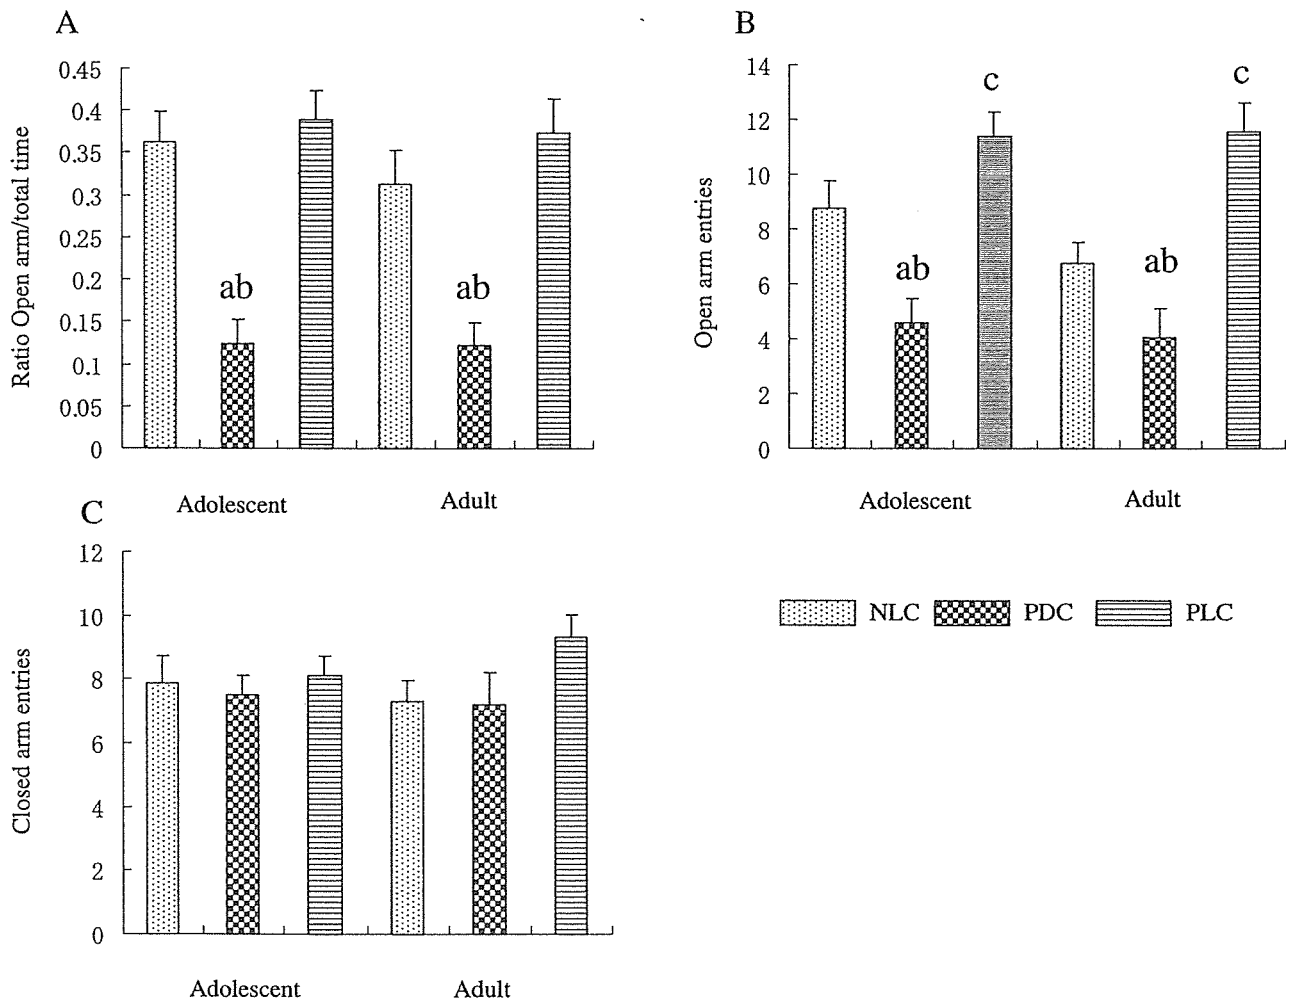 A
Ratio Open arm/total time
0.45
0.4
0.35
0.3
0.25
0.2
0.15
0.1
0.05
0
ab
ab
Adolescent
Adult
B
Open arm entries
14
12
10
8
6
4
2
0
ab
c
ab
c
Adolescent
Adult
C
Closed arm entries
12
10
8
6
4
2
0
Adolescent
Adult
NLC PDC PLC